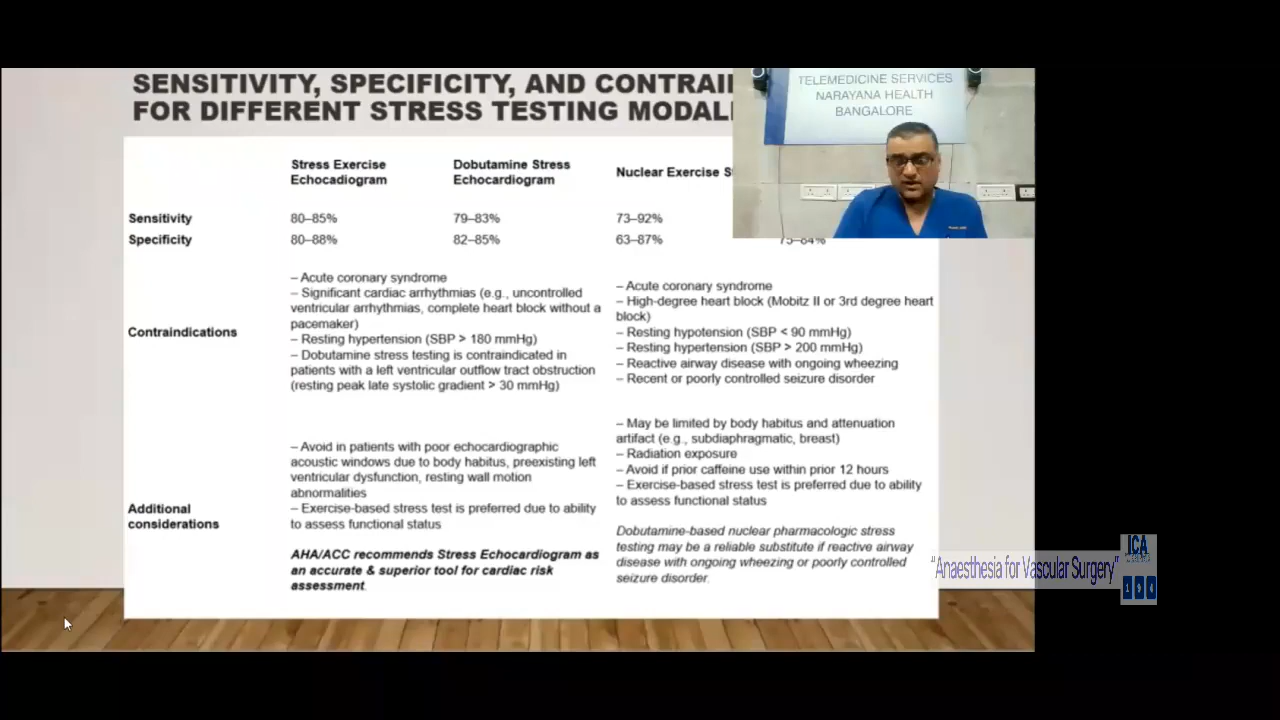 SENSITIVITY, SPECIFICITY, AND CONTRAI
FOR DIFFERENT STRESS TESTING MODAL
TELEMEDICINE SERVICES
NARAYANA HEALTH
BANGALORE
Stress Exercise
Echocadiogram
Dobutamine Stress
Echocardiogram
Nuclear Exercise S
Sensitivity
80–85%
79–83%
73–92%
Specificity
80–88%
82–85%
63–87%
75–84%
Contraindications
– Acute coronary syndrome
– Significant cardiac arrhythmias (e.g., uncontrolled
ventricular arrhythmias, complete heart block without a
pacemaker)
– Resting hypertension (SBP > 180 mmHg)
– Dobutamine stress testing is contraindicated in
patients with a left ventricular outflow tract obstruction
(resting peak late systolic gradient > 30 mmHg)
– Acute coronary syndrome
– High-degree heart block (Mobitz II or 3rd degree heart
block)
– Resting hypotension (SBP < 90 mmHg)
– Resting hypertension (SBP > 200 mmHg)
– Reactive airway disease with ongoing wheezing
– Recent or poorly controlled seizure disorder
Additional
considerations
– Avoid in patients with poor echocardiographic
acoustic windows due to body habitus, preexisting left
ventricular dysfunction, resting wall motion
abnormalities
– Exercise-based stress test is preferred due to ability
to assess functional status
AHA/ACC recommends Stress Echocardiogram as
an accurate & superior tool for cardiac risk
assessment.
– May be limited by body habitus and attenuation
artifact (e.g., subdiaphragmatic, breast)
– Radiation exposure
– Avoid if prior caffeine use within prior 12 hours
– Exercise-based stress test is preferred due to ability
to assess functional status
Dobutamine-based nuclear pharmacologic stress
testing may be a reliable substitute if reactive airway
disease with ongoing wheezing or poorly controlled
seizure disorder.
"Anaesthesia for Vascular Surgery"
ICA